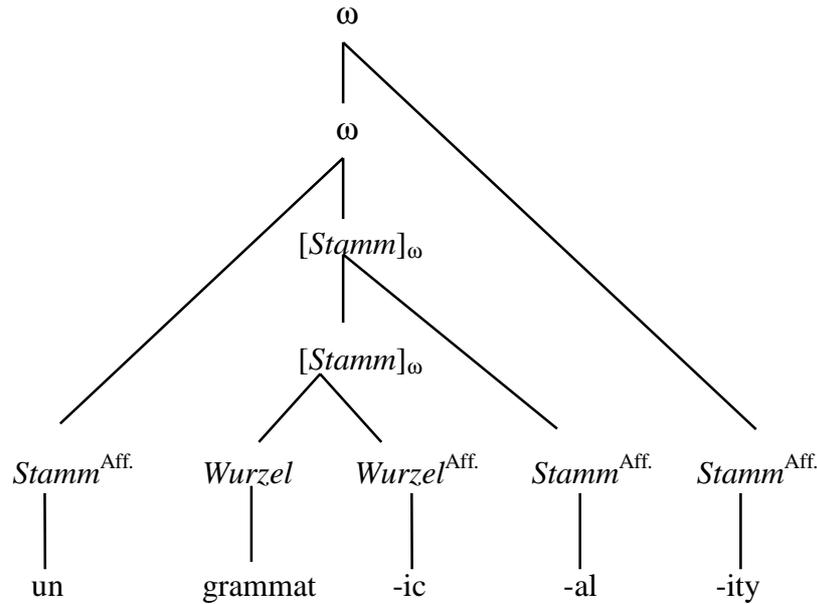 ω
ω
[Stamm]ω
[Stamm]ω
StammAff. Wurzel WurzelAff. StammAff. StammAff.
un grammat -ic -al -ity